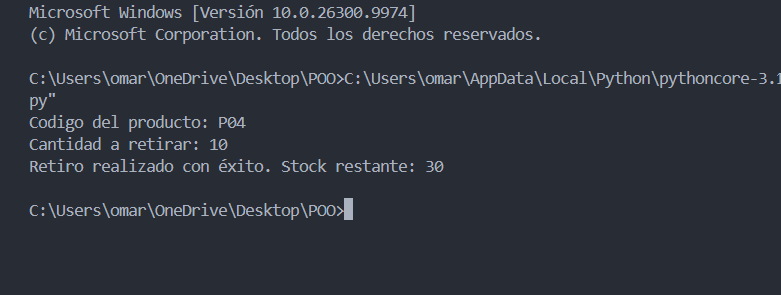 Microsoft Windows [Versión 10.0.26300.9974]
(c) Microsoft Corporation. Todos los derechos reservados.
C:\Users\omar\OneDrive\Desktop\POO>C:\Users\omar\AppData\Local\Python\pythoncore-3.1
py"
Codigo del producto: P04
Cantidad a retirar: 10
Retiro realizado con éxito. Stock restante: 30
C:\Users\omar\OneDrive\Desktop\POO>